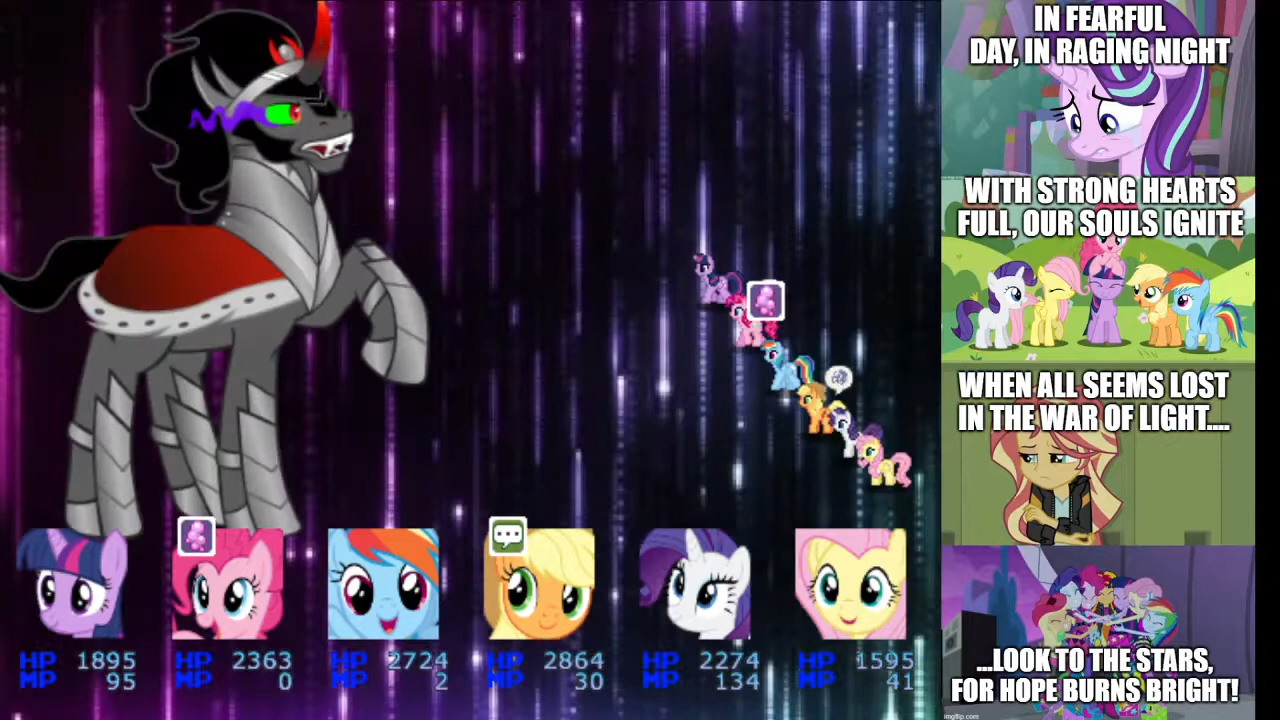 IN FEARFUL
DAY, IN RAGING NIGHT
WITH STRONG HEARTS
FULL, OUR SOULS IGNITE
WHEN ALL SEEMS LOST
IN THE WAR OF LIGHT....
...LOOK TO THE STARS,
FOR HOPE BURNS BRIGHT!
imgflip.com
HP 1895
MP 95
HP 2363
MP 0
HP 2724
MP 2
HP 2864
MP 30
HP 2274
MP 134
HP 1595
MP 41